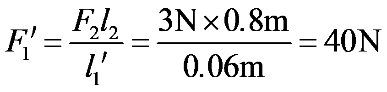 F₁′ = F₂l₂ / l₁′ = 3N×0.8m / 0.06m = 40N